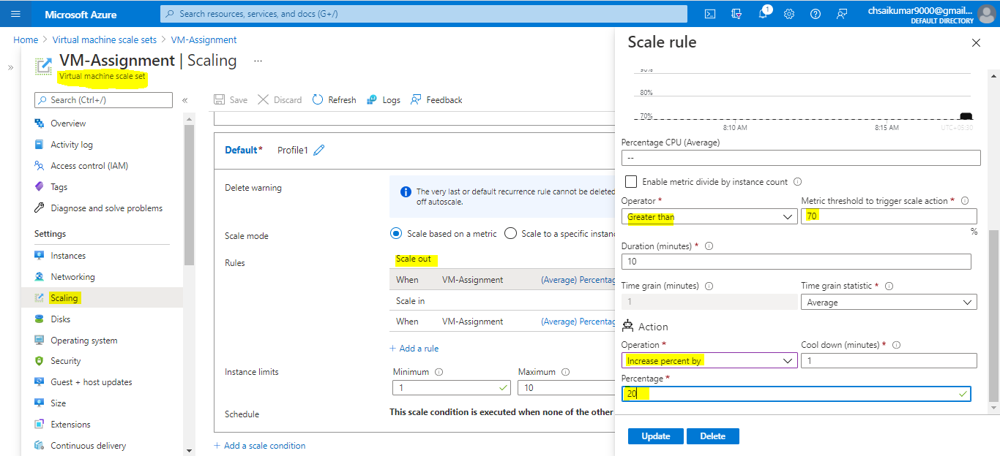 Microsoft Azure
Search resources, services, and docs (G+/)
1
chsaikumar9000@gmail...
DEFAULT DIRECTORY
Home > Virtual machine scale sets > VM-Assignment
VM-Assignment | Scaling ...
Virtual machine scale set
Search (Ctrl+/)
Overview
Activity log
Access control (IAM)
Tags
Diagnose and solve problems
Settings
Instances
Networking
Scaling
Disks
Operating system
Security
Guest + host updates
Size
Extensions
Continuous delivery
Save Discard Refresh Logs Feedback
Default* Profile1
Delete warning
The very last or default recurrence rule cannot be deleted
off autoscale.
Scale mode
Scale based on a metric Scale to a specific instanc
Rules
Scale out
When VM-Assignment (Average) Percentag
Scale in
When VM-Assignment (Average) Percentag
+ Add a rule
Instance limits
Minimum Maximum
1 10
Schedule
This scale condition is executed when none of the other
+ Add a scale condition
Scale rule
90%
80%
70%
8:10 AM 8:15 AM UTC+05:30
Percentage CPU (Average)
--
Enable metric divide by instance count
Operator * Metric threshold to trigger scale action *
Greater than 70
%
Duration (minutes) *
10
Time grain (minutes) Time grain statistic *
1 Average
Action
Operation * Cool down (minutes) *
Increase percent by 1
Percentage *
20
Update Delete